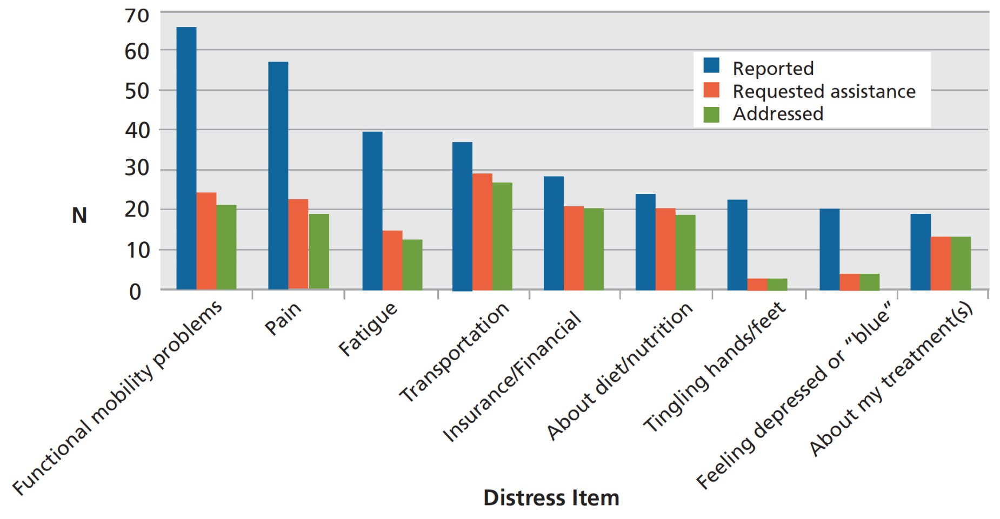 70
60
50
40
30
20
10
0
N
Reported
Requested assistance
Addressed
Functional mobility problems
Pain
Fatigue
Transportation
Insurance/Financial
About diet/nutrition
Tingling hands/feet
Feeling depressed or “blue”
About my treatment(s)
Distress Item